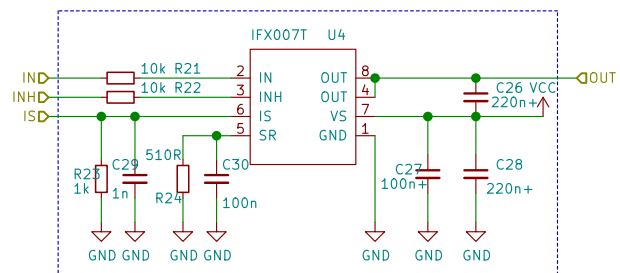 IFX007T U4
10k R21
IN 2 IN OUT 8
10k R22
INH 3 INH OUT 4
OUT
C26 VCC
220n+
IS 6 IS VS 7
5 SR GND 1
510R
R23
1k
C29
1n
R24
C30
100n
C27
100n+
C28
220n+
GND GND GND GND GND GND GND